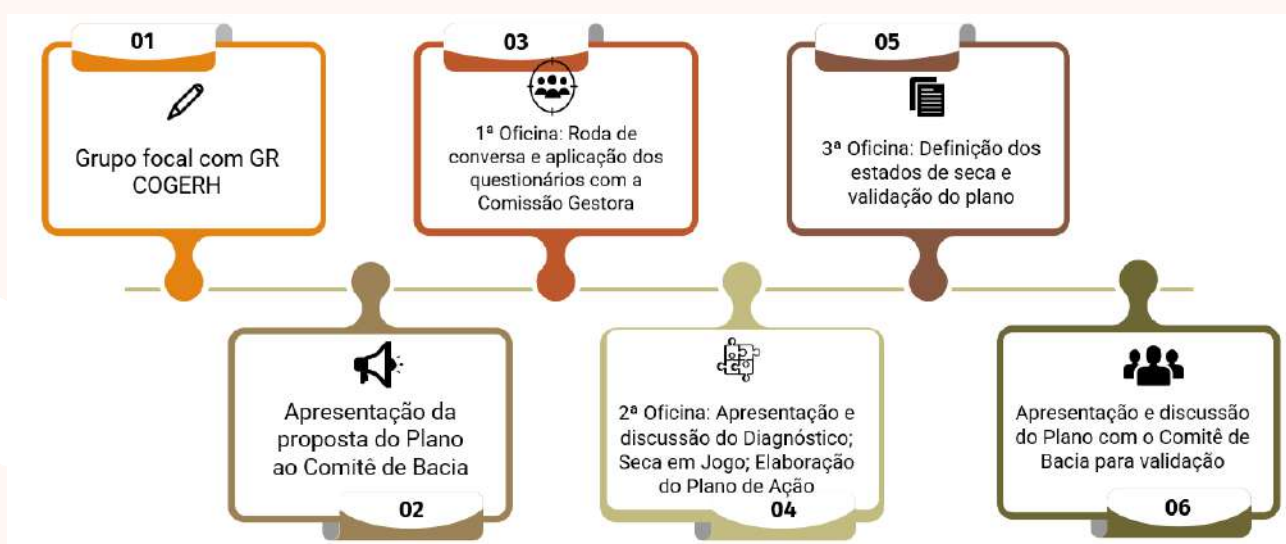 01
Grupo focal com GR
COGERH
02
Apresentação da
proposta do Plano
ao Comitê de Bacia
03
1ª Oficina: Roda de
conversa e aplicação dos
questionários com a
Comissão Gestora
04
2ª Oficina: Apresentação e
discussão do Diagnóstico;
Seca em Jogo; Elaboração
do Plano de Ação
05
3ª Oficina: Definição dos
estados de seca e
validação do plano
06
Apresentação e discussão
do Plano com o Comitê de
Bacia para validação